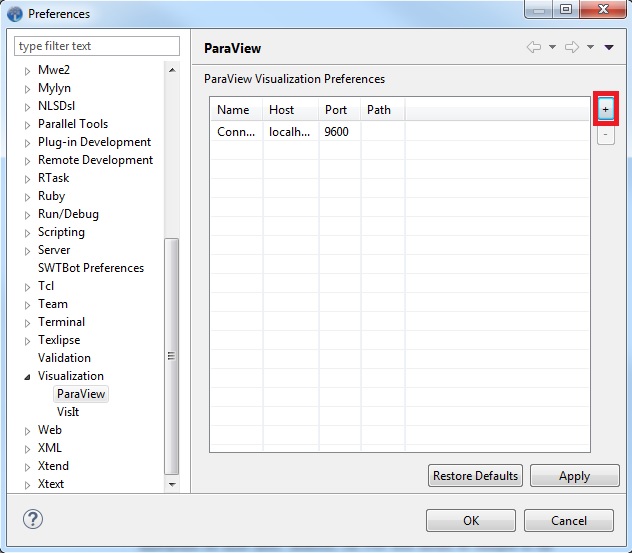 Preferences
type filter text
Mwe2
Mylyn
NLSDsl
Parallel Tools
Plug-in Development
Remote Development
RTask
Ruby
Run/Debug
Scripting
Server
SWTBot Preferences
Tcl
Team
Terminal
Texlipse
Validation
Visualization
ParaView
VisIt
Web
XML
Xtend
Xtext
ParaView
ParaView Visualization Preferences
Name Host Port Path
Conn... localh... 9600
+
-
Restore Defaults Apply
? OK Cancel